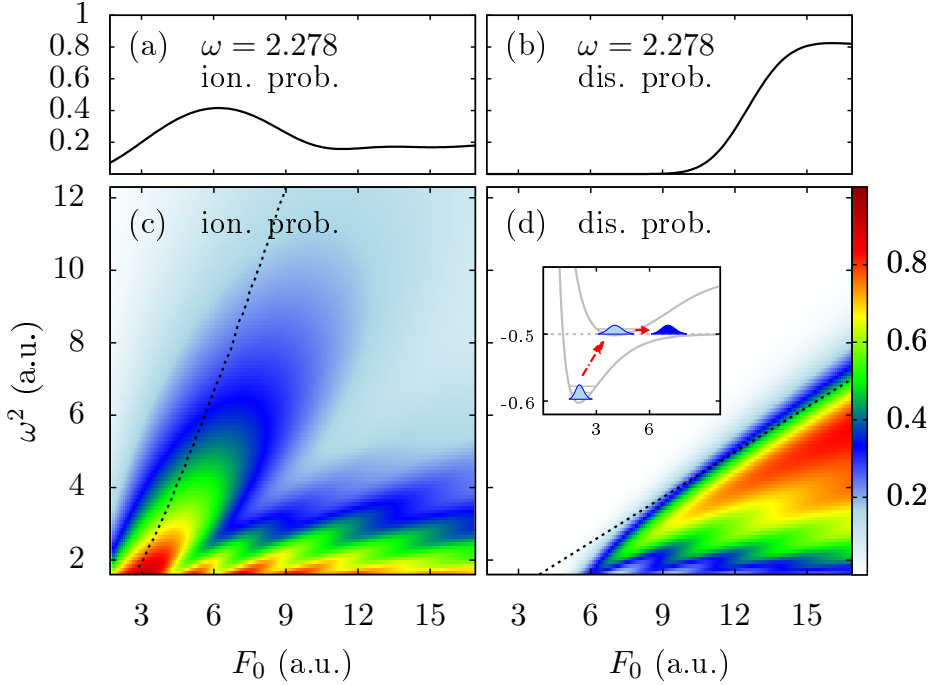 1
0.8
0.6
0.4
0.2
(a) ω = 2.278
ion. prob.
(b) ω = 2.278
dis. prob.
12
10
8
6
4
2
ω² (a.u.)
(c) ion. prob.
(d) dis. prob.
-0.5
-0.6
3 6
0.8
0.6
0.4
0.2
3 6 9 12 15
3 6 9 12 15
F₀ (a.u.)
F₀ (a.u.)